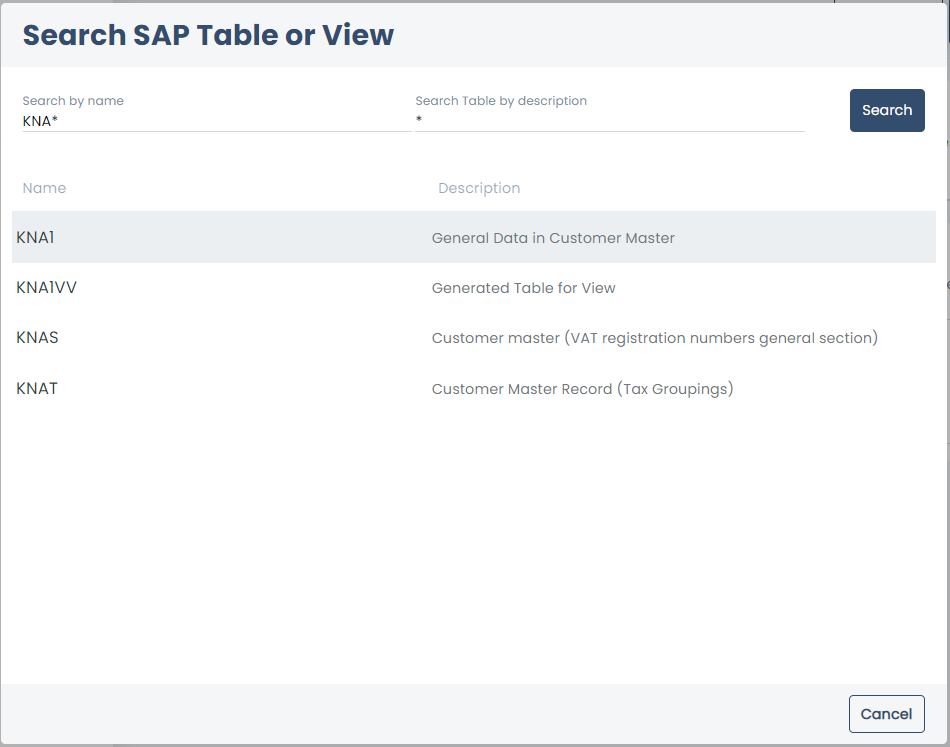 Search SAP Table or View
Search by name
Search Table by description
KNA*
*
Search
Name Description
KNA1 General Data in Customer Master
KNA1VV Generated Table for View
KNAS Customer master (VAT registration numbers general section)
KNAT Customer Master Record (Tax Groupings)
Cancel